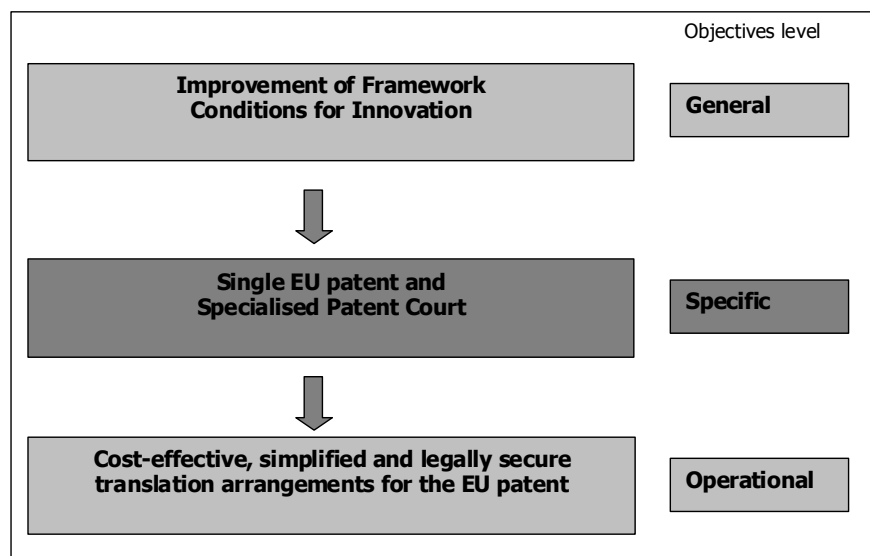 Objectives level
Improvement of Framework
Conditions for Innovation
General
Single EU patent and
Specialised Patent Court
Specific
Cost-effective, simplified and legally secure
translation arrangements for the EU patent
Operational